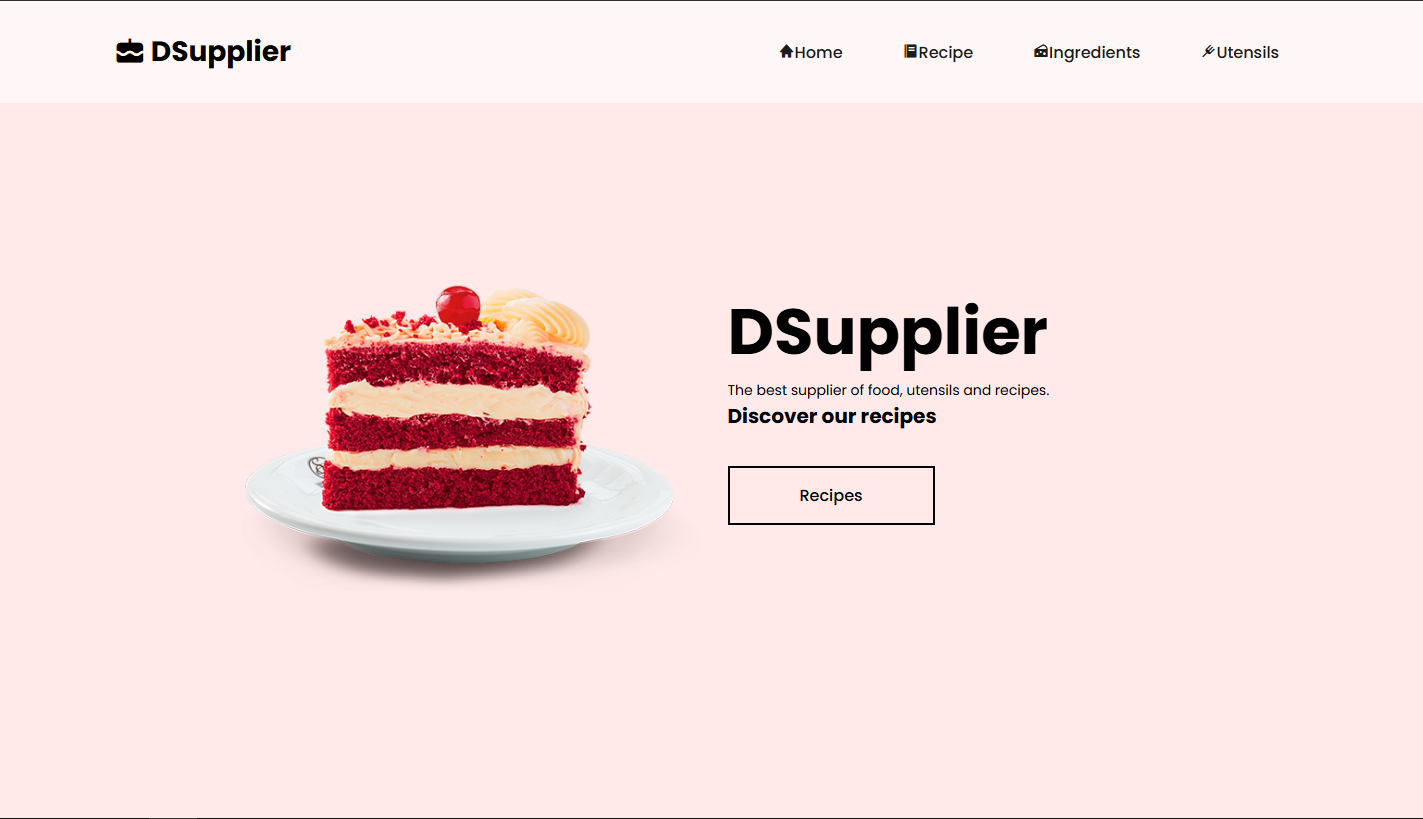 DSupplier
Home Recipe Ingredients Utensils
DSupplier
The best supplier of food, utensils and recipes.
Discover our recipes
Recipes